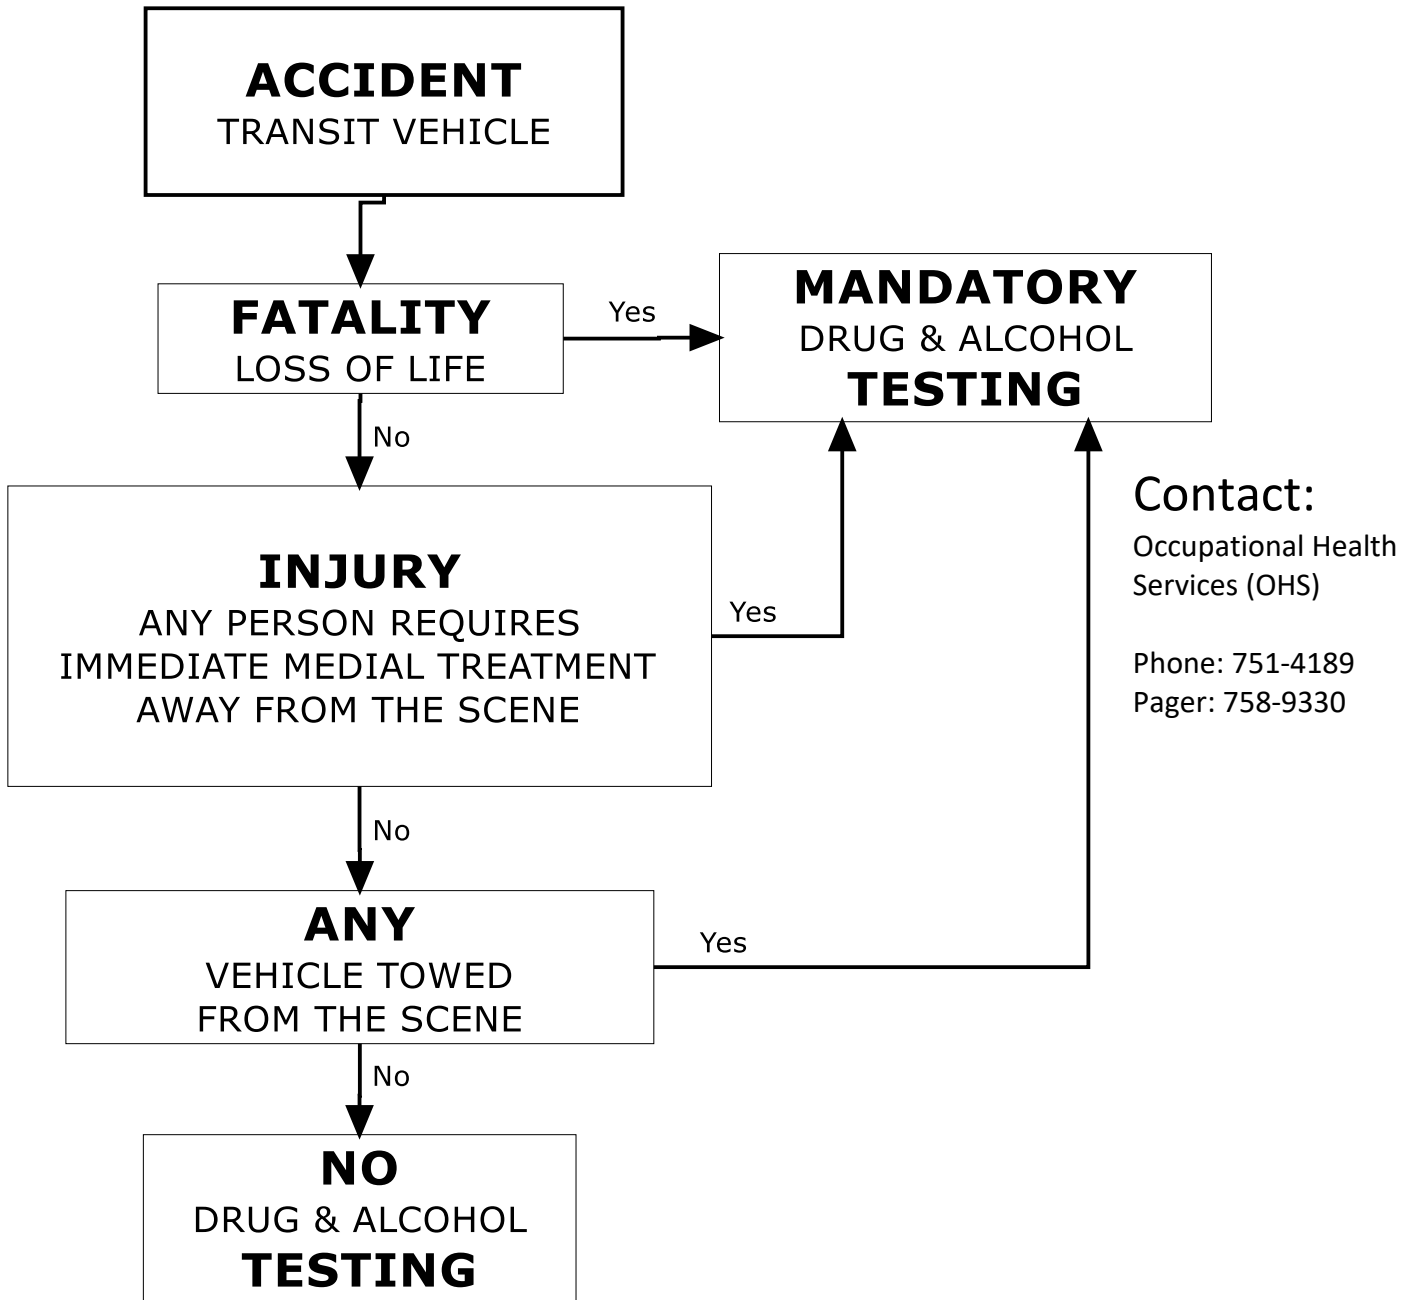 ACCIDENT
TRANSIT VEHICLE
FATALITY
LOSS OF LIFE
Yes
MANDATORY
DRUG & ALCOHOL
TESTING
No
INJURY
ANY PERSON REQUIRES
IMMEDIATE MEDIAL TREATMENT
AWAY FROM THE SCENE
Yes
Contact:
Occupational Health
Services (OHS)
Phone: 751-4189
Pager: 758-9330
No
ANY
VEHICLE TOWED
FROM THE SCENE
Yes
No
NO
DRUG & ALCOHOL
TESTING